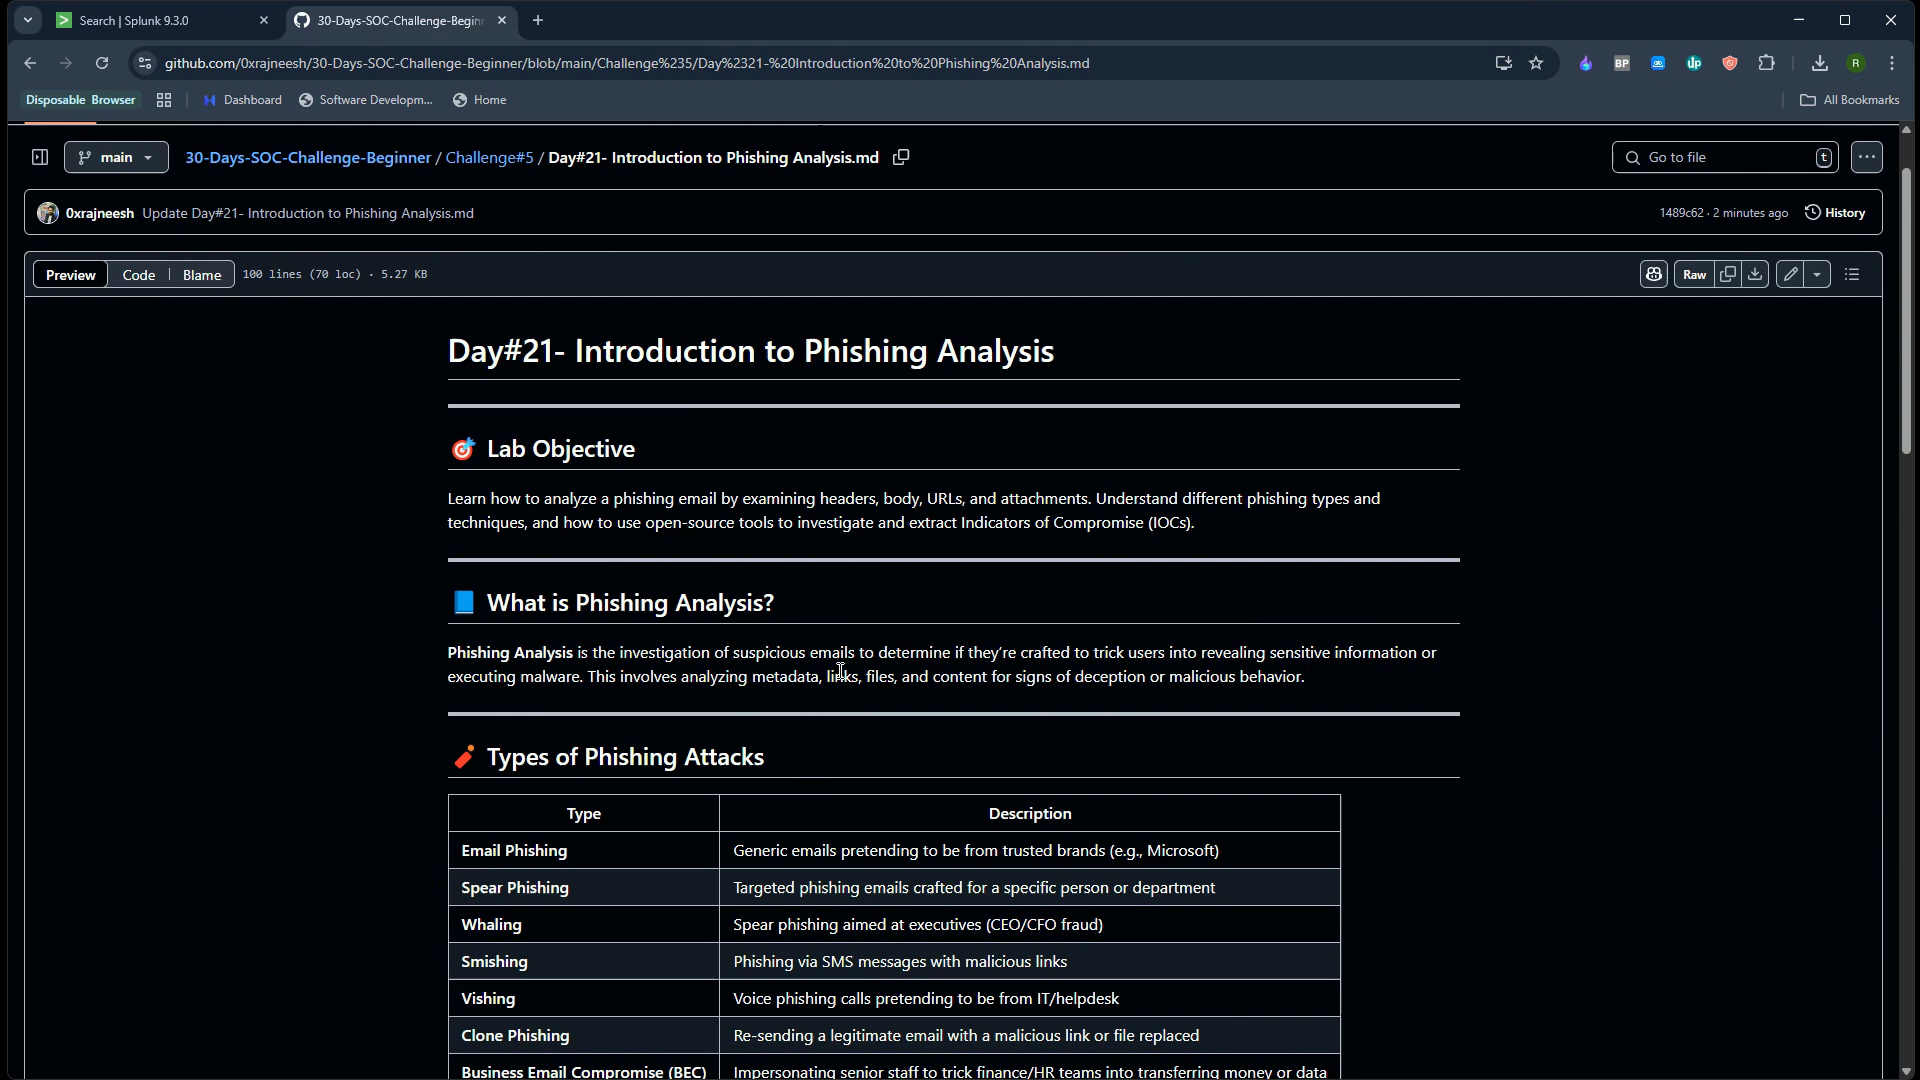 Search | Splunk 9.3.0
30-Days-SOC-Challenge-Begin
github.com/0xrajneesh/30-Days-SOC-Challenge-Beginner/blob/main/Challenge%235/Day%2321-%20Introduction%20to%20Phishing%20Analysis.md
BP
up
R
Disposable Browser
Dashboard
Software Developm...
Home
All Bookmarks
main
30-Days-SOC-Challenge-Beginner / Challenge#5 / Day#21- Introduction to Phishing Analysis.md
Go to file
t
0xrajneesh Update Day#21- Introduction to Phishing Analysis.md
1489c62 · 2 minutes ago
History
Preview
Code
Blame
100 lines (70 loc) · 5.27 KB
Raw
Day#21- Introduction to Phishing Analysis
Lab Objective
Learn how to analyze a phishing email by examining headers, body, URLs, and attachments. Understand different phishing types and
techniques, and how to use open-source tools to investigate and extract Indicators of Compromise (IOCs).
What is Phishing Analysis?
Phishing Analysis is the investigation of suspicious emails to determine if they're crafted to trick users into revealing sensitive information or
executing malware. This involves analyzing metadata, links, files, and content for signs of deception or malicious behavior.
Types of Phishing Attacks
Type
Description
Email Phishing
Generic emails pretending to be from trusted brands (e.g., Microsoft)
Spear Phishing
Targeted phishing emails crafted for a specific person or department
Whaling
Spear phishing aimed at executives (CEO/CFO fraud)
Smishing
Phishing via SMS messages with malicious links
Vishing
Voice phishing calls pretending to be from IT/helpdesk
Clone Phishing
Re-sending a legitimate email with a malicious link or file replaced
Business Email Compromise (BEC)
Impersonating senior staff to trick finance/HR teams into transferring money or data